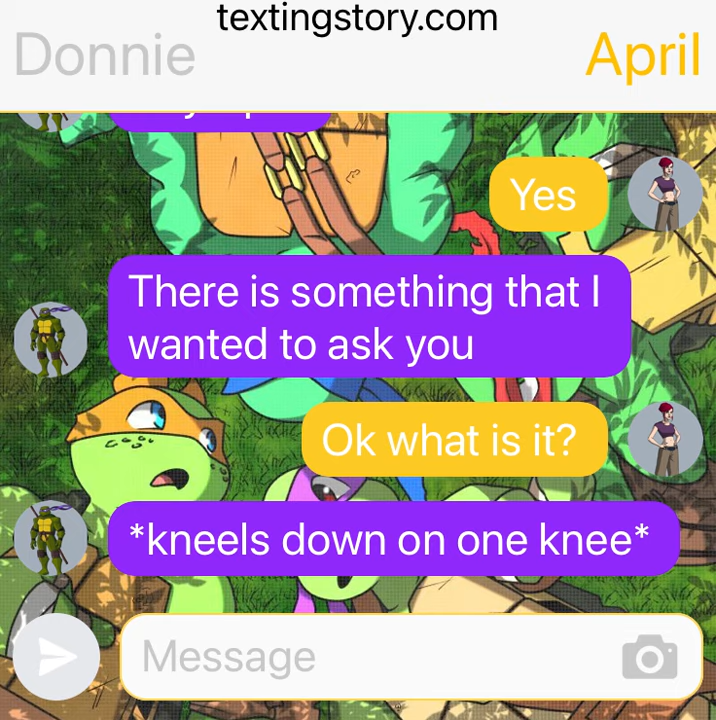 textingstory.com
Donnie
April
Yes
There is something that I
wanted to ask you
Ok what is it?
*kneels down on one knee*
Message